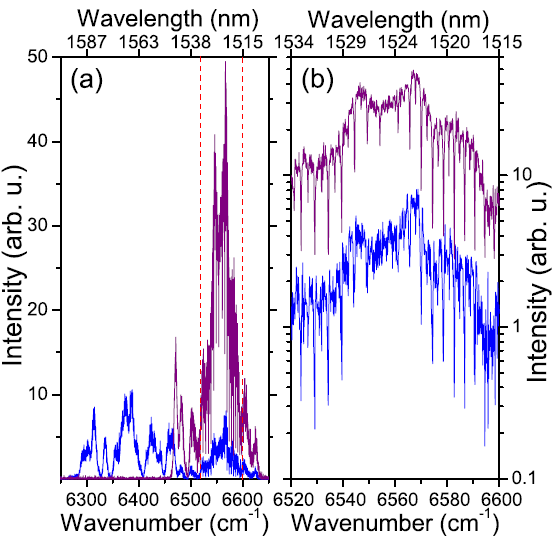 Wavelength (nm) Wavelength (nm)
1587 1563 1538 1515 1534 1529 1524 1520 1515
(a) (b)
50
40
30
20
10
10
1
0.1
Intensity (arb. u.)
Intensity (arb. u.)
6300 6400 6500 6600 6520 6540 6560 6580 6600
Wavenumber (cm⁻¹) Wavenumber (cm⁻¹)